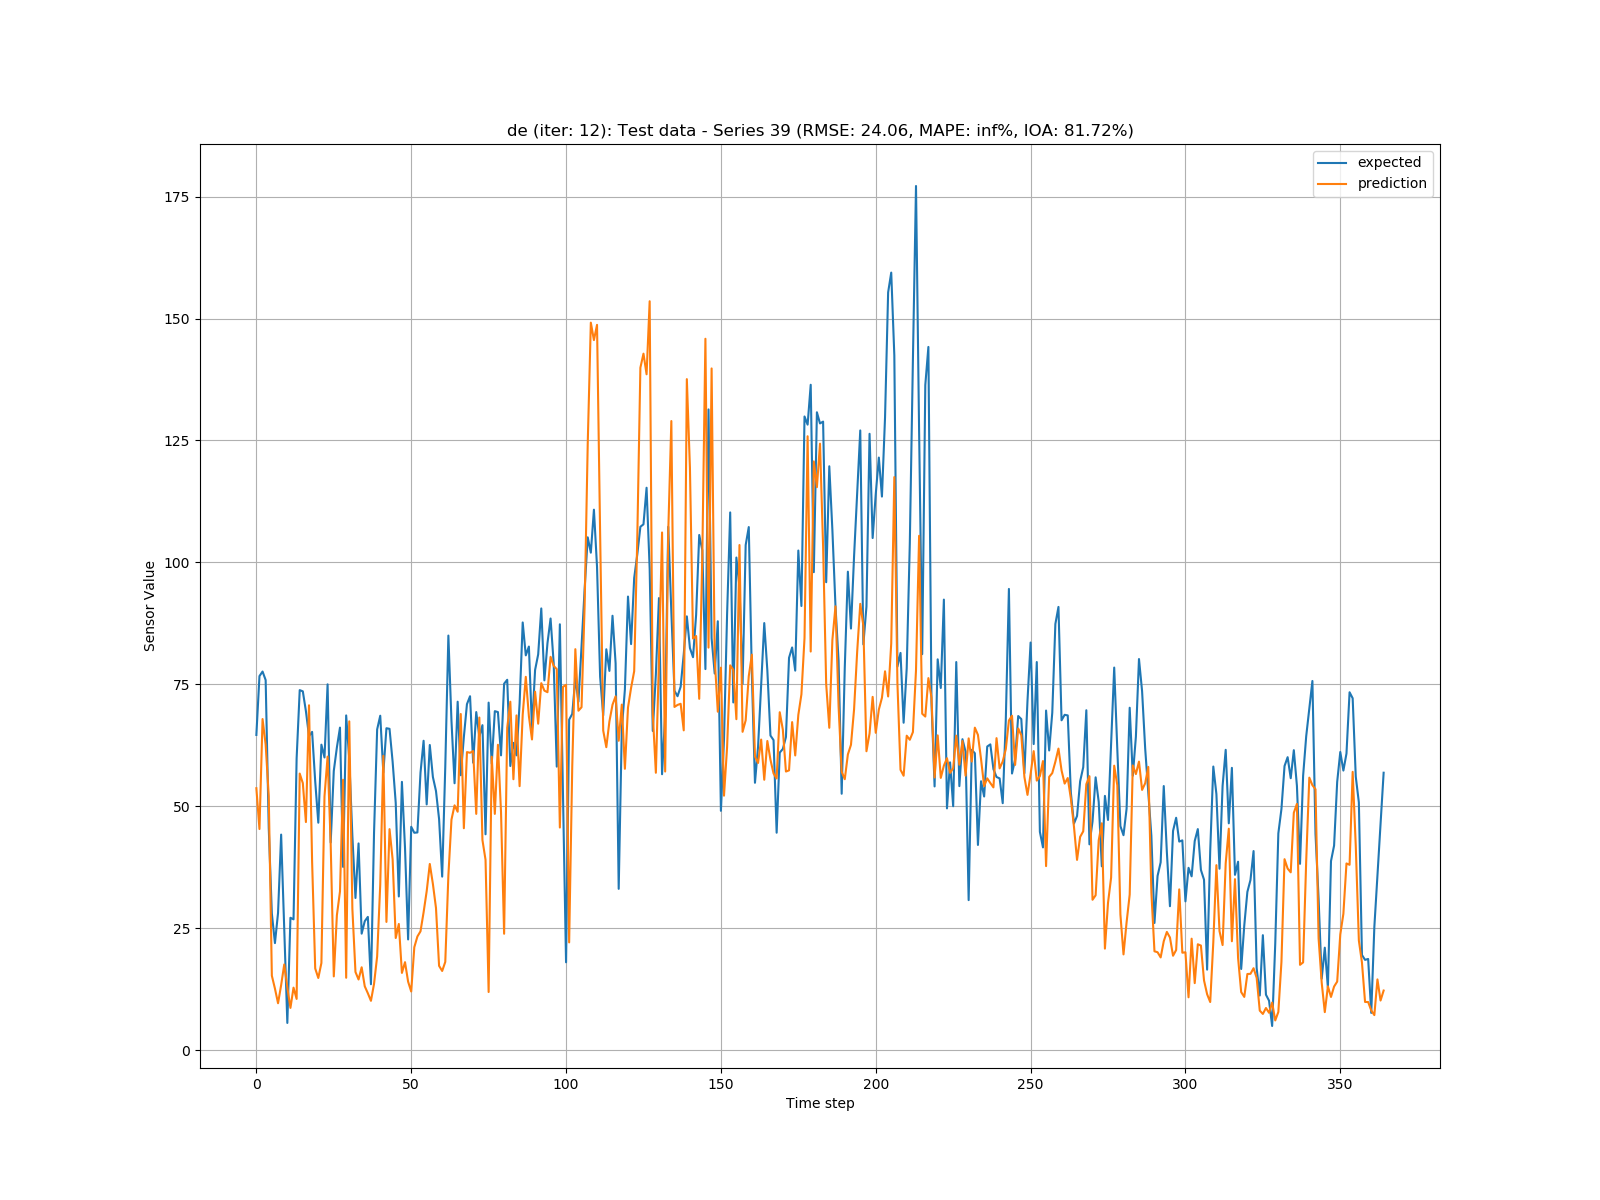 de (iter: 12): Test data - Series 39 (RMSE: 24.06, MAPE: inf%, IOA: 81.72%)
expected
prediction
175
150
125
100
75
50
25
0
Sensor Value
0 50 100 150 200 250 300 350
Time step